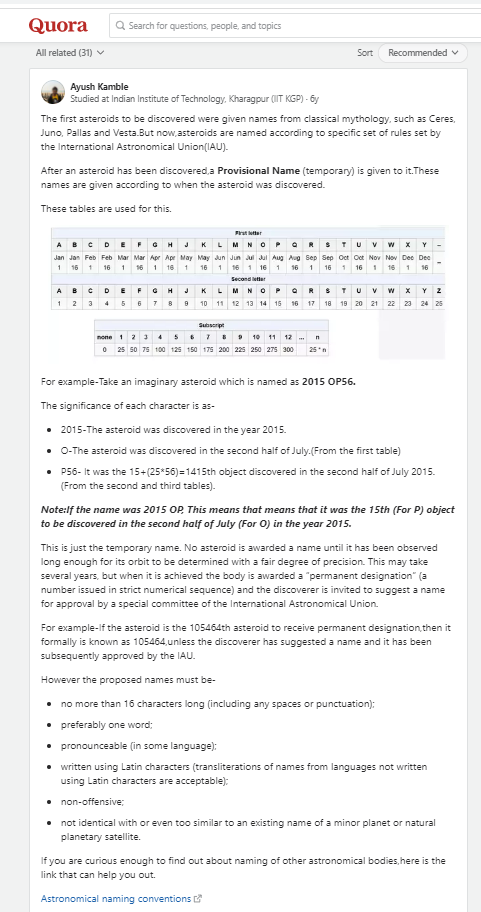 Quora
Search for questions, people, and topics
All related (31)
Sort Recommended
Ayush Kamble
Studied at Indian Institute of Technology, Kharagpur (IIT KGP) · 6y
The first asteroids to be discovered were given names from classical mythology, such as Ceres,
Juno, Pallas and Vesta.But now,asteroids are named according to specific set of rules set by
the International Astronomical Union(IAU).
After an asteroid has been discovered,a Provisional Name (temporary) is given to it.These
names are given according to when the asteroid was discovered.
These tables are used for this.
First letter
A B C D E F G H J K L M N O P Q R S T U V W X Y –
Jan Jan Feb Feb Mar Mar Apr Apr May May Jun Jun Jul Jul Aug Aug Sep Sep Oct Oct Nov Nov Dec Dec –
1 16 1 16 1 16 1 16 1 16 1 16 1 16 1 16 1 16 1 16 1 16 1 16
Second letter
A B C D E F G H J K L M N O P Q R S T U V W X Y Z
1 2 3 4 5 6 7 8 9 10 11 12 13 14 15 16 17 18 19 20 21 22 23 24 25
Subscript
none 1 2 3 4 5 6 7 8 9 10 11 12 ... n
0 25 50 75 100 125 150 175 200 225 250 275 300 25*n
For example-Take an imaginary asteroid which is named as 2015 OP56.
The significance of each character is as-
• 2015-The asteroid was discovered in the year 2015.
• O-The asteroid was discovered in the second half of July.(From the first table)
• P56- It was the 15+(25*56)=1415th object discovered in the second half of July 2015.
(From the second and third tables).
Note:If the name was 2015 OP, This means that means that it was the 15th (For P) object
to be discovered in the second half of July (For O) in the year 2015.
This is just the temporary name. No asteroid is awarded a name until it has been observed
long enough for its orbit to be determined with a fair degree of precision. This may take
several years, but when it is achieved the body is awarded a "permanent designation" (a
number issued in strict numerical sequence) and the discoverer is invited to suggest a name
for approval by a special committee of the International Astronomical Union.
For example-If the asteroid is the 105464th asteroid to receive permanent designation,then it
formally is known as 105464,unless the discoverer has suggested a name and it has been
subsequently approved by the IAU.
However the proposed names must be-
• no more than 16 characters long (including any spaces or punctuation);
• preferably one word;
• pronounceable (in some language);
• written using Latin characters (transliterations of names from languages not written
using Latin characters are acceptable);
• non-offensive;
• not identical with or even too similar to an existing name of a minor planet or natural
planetary satellite.
If you are curious enough to find out about naming of other astronomical bodies,here is the
link that can help you out.
Astronomical naming conventions